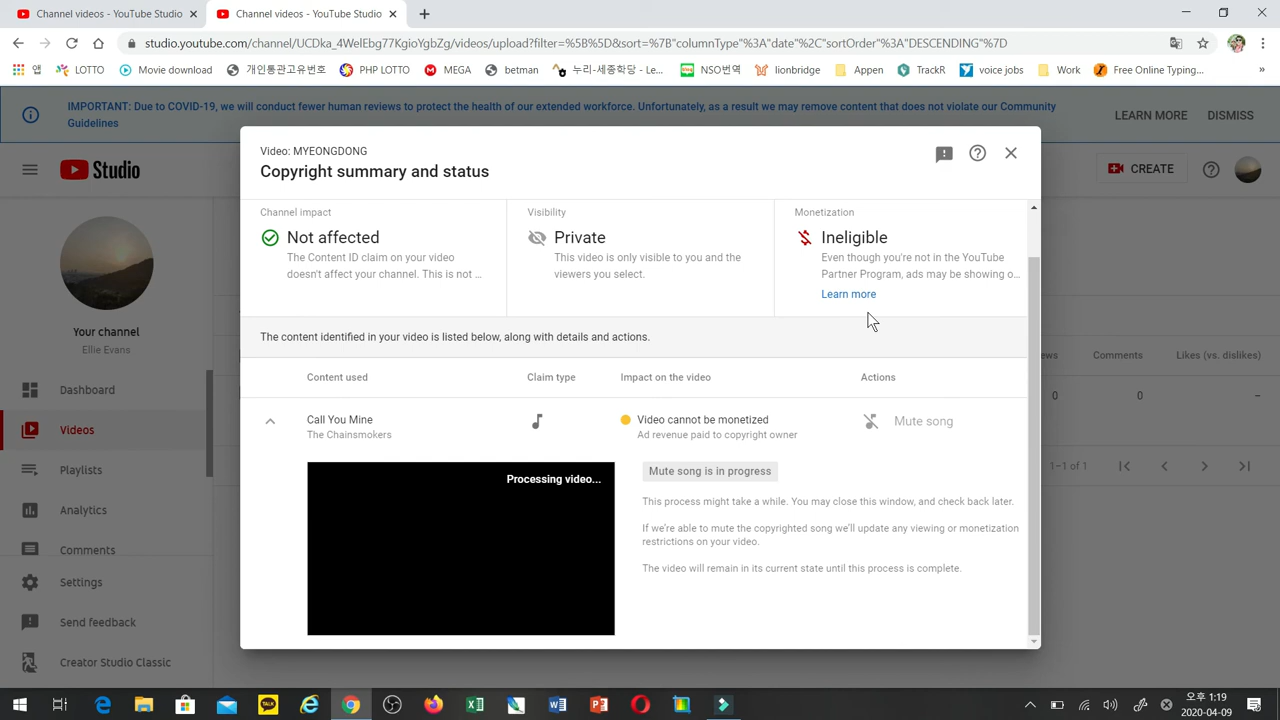 Channel videos - YouTube Studio
Channel videos - YouTube Studio
studio.youtube.com/channel/UCDka_4WelEbg77KgioYgbZg/videos/upload?filter=%5B%5D&sort=%7B"columnType"%3A"date"%2C"sortOrder"%3A"DESCENDING"%7D
앱 LOTTO Movie download 개인통관고유번호 PHP LOTTO MEGA betmart 누리-세종학당 - Le... NSO번역 lionbridge Appen TrackR voice jobs Work Free Online Typing... »
IMPORTANT: Due to COVID-19, we will conduct fewer human reviews to protect the health of our extended workforce. Unfortunately, as a result we may remove content that does not violate our Community
Guidelines
LEARN MORE DISMISS
Studio
CREATE
Video: MYEONGDONG
Copyright summary and status
Channel impact
Not affected
The Content ID claim on your video
doesn't affect your channel. This is not ...
Visibility
Private
This video is only visible to you and the
viewers you select.
Monetization
Ineligible
Even though you're not in the YouTube
Partner Program, ads may be showing o...
Learn more
The content identified in your video is listed below, along with details and actions.
Content used Claim type Impact on the video Actions
Call You Mine
The Chainsmokers
Video cannot be monetized
Ad revenue paid to copyright owner
Mute song
Processing video...
Mute song is in progress
This process might take a while. You may close this window, and check back later.
If we're able to mute the copyrighted song we'll update any viewing or monetization
restrictions on your video.
The video will remain in its current state until this process is complete.
Your channel
Ellie Evans
Dashboard
Videos
Playlists
Analytics
Comments
Settings
Send feedback
Creator Studio Classic
Comments Likes (vs. dislikes)
0 0 –
1–1 of 1
TALK
오후 1:19
2020-04-09